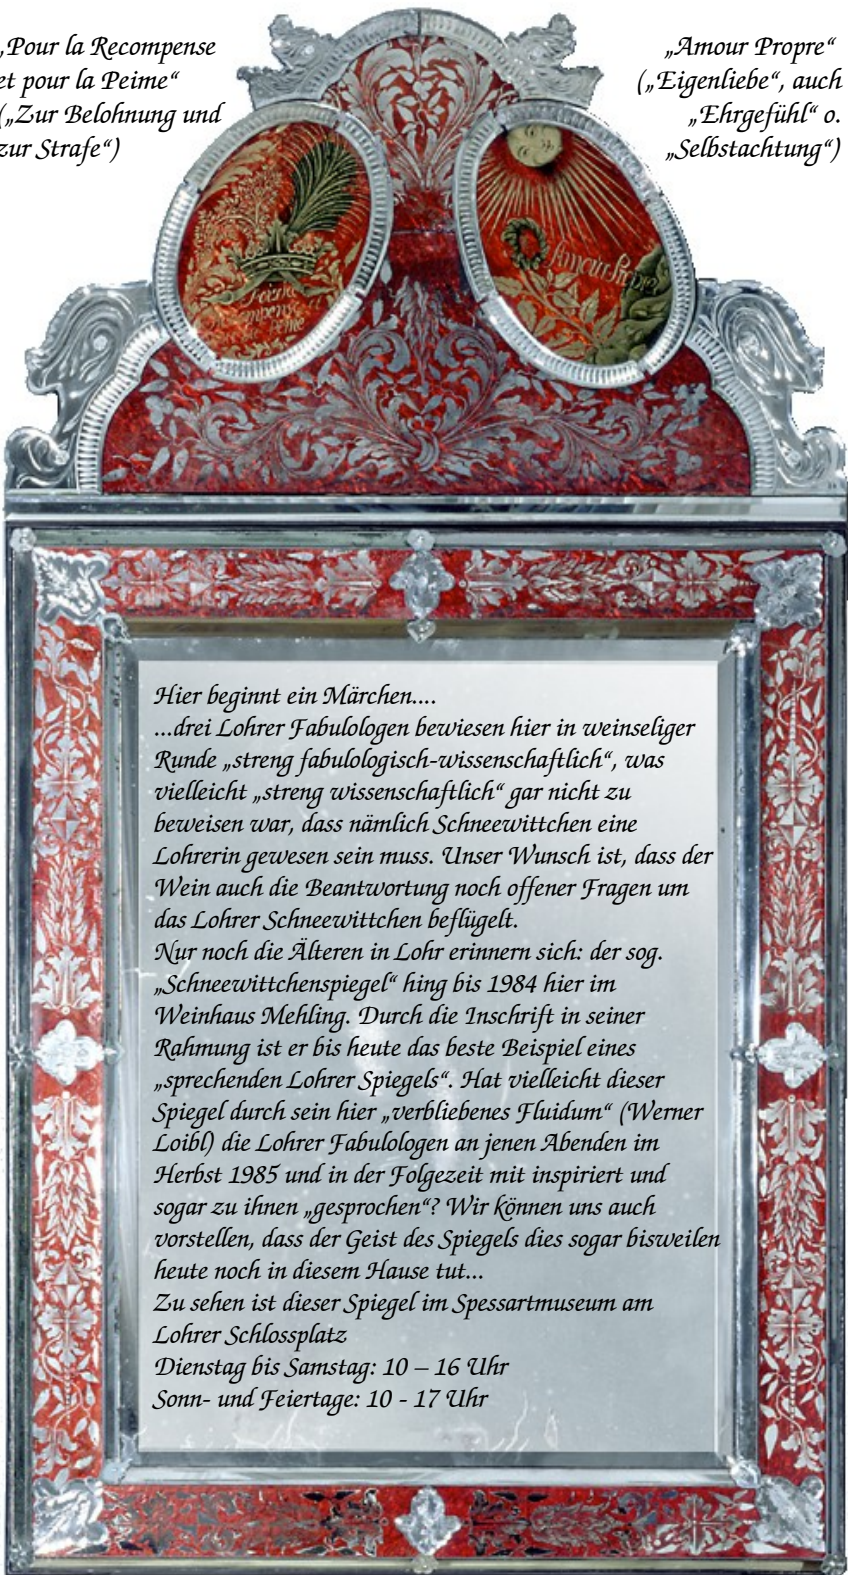 „Pour la Recompense
et pour la Peime“
(„Zur Belohnung und
zur Strafe“)
„Amour Propre“
(„Eigenliebe“, auch
„Ehrgefühl“ o.
„Selbstachtung“)
Hier beginnt ein Märchen....
...drei Lohrer Fabulologen bewiesen hier in weinseliger
Runde „streng fabulologisch-wissenschaftlich“, was
vielleicht „streng wissenschaftlich“ gar nicht zu
beweisen war, dass nämlich Schneewittchen eine
Lohrerin gewesen sein muss. Unser Wunsch ist, dass der
Wein auch die Beantwortung noch offener Fragen um
das Lohrer Schneewittchen beflügelt.
Nur noch die Älteren in Lohr erinnern sich: der sog.
„Schneewittchenspiegel“ hing bis 1984 hier im
Weinhaus Mehling. Durch die Inschrift in seiner
Rahmung ist er bis heute das beste Beispiel eines
„sprechenden Lohrer Spiegels“. Hat vielleicht dieser
Spiegel durch sein hier „verbliebenes Fluidum“ (Werner
Loibl) die Lohrer Fabulologen an jenen Abenden im
Herbst 1985 und in der Folgezeit mit inspiriert und
sogar zu ihnen „gesprochen“? Wir können uns auch
vorstellen, dass der Geist des Spiegels dies sogar bisweilen
heute noch in diesem Hause tut...
Zu sehen ist dieser Spiegel im Spessartmuseum am
Lohrer Schlossplatz
Dienstag bis Samstag: 10 – 16 Uhr
Sonn- und Feiertage: 10 - 17 Uhr